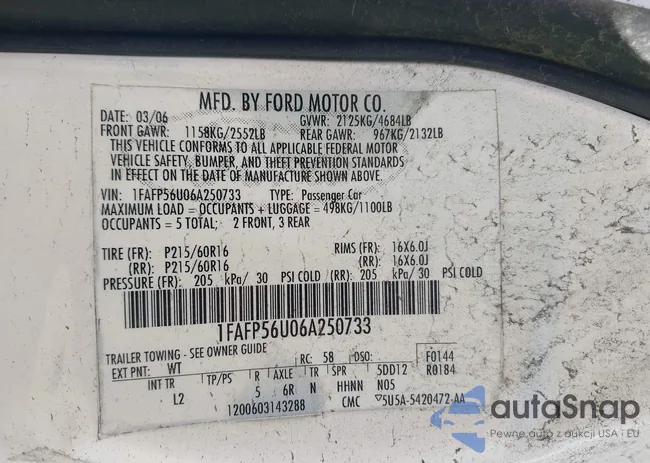 MFD. BY FORD MOTOR CO.
DATE: 03/06 GVWR: 2125KG/4684LB
FRONT GAWR: 1158KG/2552LB REAR GAWR: 967KG/2132LB
THIS VEHICLE CONFORMS TO ALL APPLICABLE FEDERAL MOTOR
VEHICLE SAFETY, BUMPER, AND THEFT PREVENTION STANDARDS
IN EFFECT ON THE DATE OF MANUFACTURE SHOWN ABOVE.
VIN: 1FAFP56U06A250733 TYPE: Passenger Car
MAXIMUM LOAD = OCCUPANTS + LUGGAGE = 498KG/1100LB
OCCUPANTS = 5 TOTAL; 2 FRONT, 3 REAR
TIRE (FR): P215/60R16 RIMS (FR): 16X6.0J
(RR): P215/60R16 (RR): 16X6.0J
PRESSURE (FR): 205 kPa/ 30 PSI COLD (RR): 205 kPa/ 30 PSI COLD
1FAFP56U06A250733
TRAILER TOWING - SEE OWNER GUIDE
EXT PNT: WT RC: 58 DSO: F0144
INT TR TP/PS R AXLE TR SPR 5DD12 R0184
L2 5 6R N HHNN N05
1200603143288 CMC ▽5U5A-5420472-AA
autoSnap
Pewne auto z aukcji USA i EU